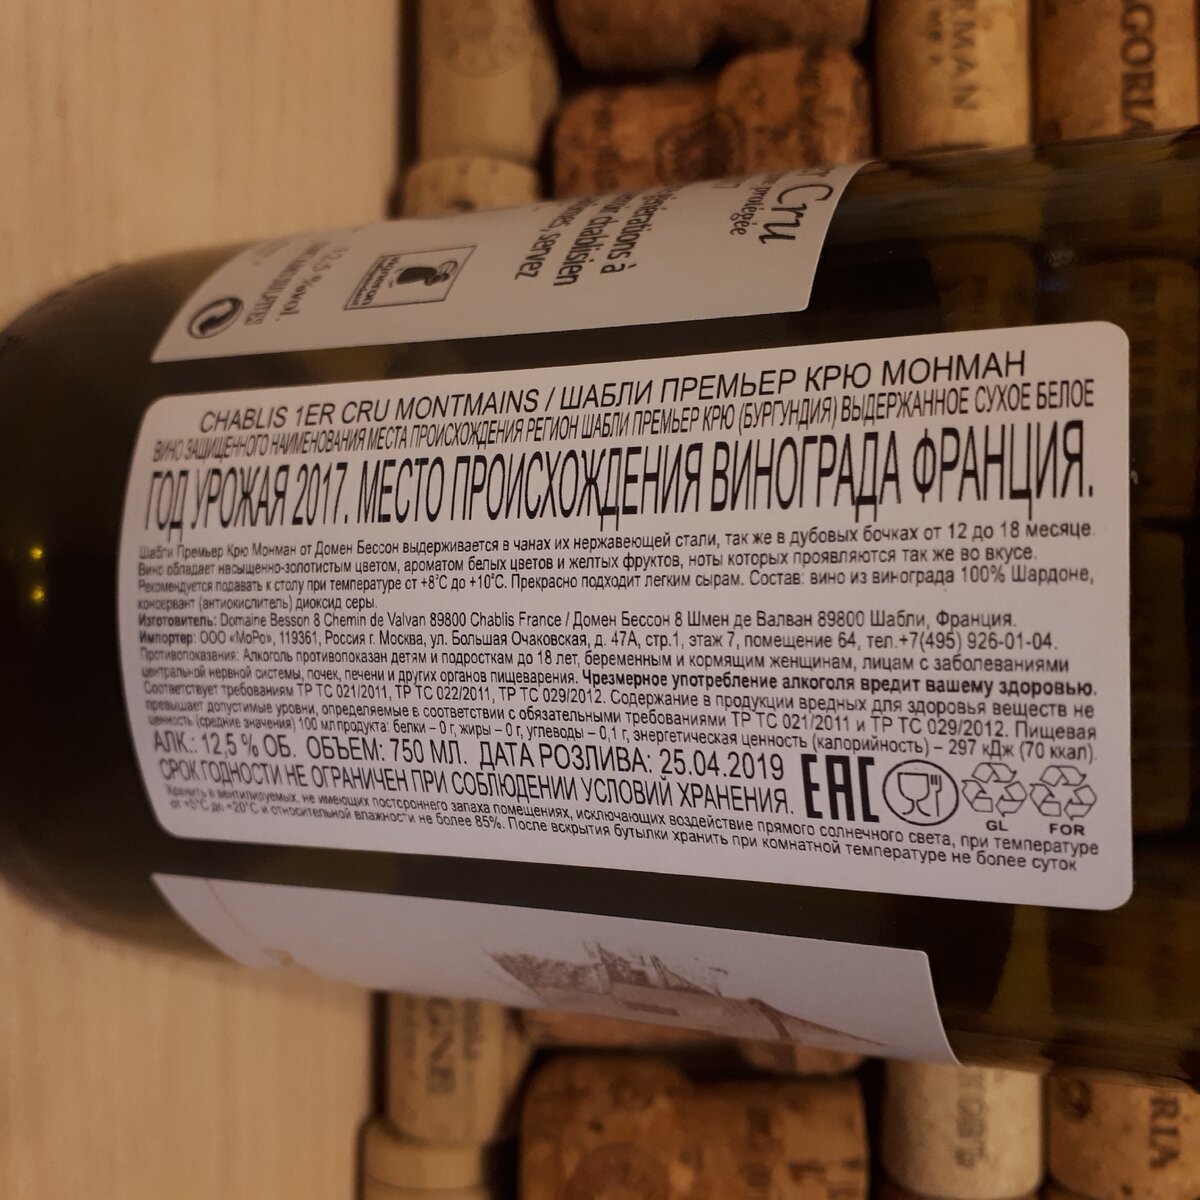 CHABLIS 1ER CRU MONTMAINS / ШАБЛИ ПРЕМЬЕР КРЮ МОНМАН
ВИНО ЗАЩИЩЕННОГО НАИМЕНОВАНИЯ МЕСТА ПРОИСХОЖДЕНИЯ РЕГИОН ШАБЛИ ПРЕМЬЕР КРЮ (БУРГУНДИЯ) ВЫДЕРЖАННОЕ СУХОЕ БЕЛОЕ
ГОД УРОЖАЯ 2017. МЕСТО ПРОИСХОЖДЕНИЯ ВИНОГРАДА ФРАНЦИЯ.
Шабли Премьер Крю Монман от Домен Бессон выдерживается в чанах их нержавеющей стали, так же в дубовых бочках от 12 до 18 месяце.
Вино обладает насыщенно-золотистым цветом, ароматом белых цветов и желтых фруктов, ноты которых проявляются так же во вкусе.
Рекомендуется подавать к столу при температуре от +8°С до +10°С. Прекрасно подходит легким сырам. Состав: вино из винограда 100% Шардоне,
консервант (антиокислитель) диоксид серы.
Изготовитель: Domaine Besson 8 Chemin de Valvan 89800 Chablis France / Домен Бессон 8 Шмен де Валван 89800 Шабли, Франция.
Импортер: ООО «МоРо», 119361, Россия г. Москва, ул. Большая Очаковская, д. 47А, стр.1, этаж 7, помещение 64, тел.+7(495) 926-01-04.
Противопоказания: Алкоголь противопоказан детям и подросткам до 18 лет, беременным и кормящим женщинам, лицам с заболеваниями
центральной нервной системы, почек, печени и других органов пищеварения. Чрезмерное употребление алкоголя вредит вашему здоровью.
Соответствует требованиям ТР ТС 021/2011, ТР ТС 022/2011, ТР ТС 029/2012. Содержание в продукции вредных для здоровья веществ не
превышает допустимые уровни, определяемые в соответствии с обязательными требованиями ТР ТС 021/2011 и ТР ТС 029/2012. Пищевая
ценность (средние значения) 100 мл продукта: белки – 0 г, жиры – 0 г, углеводы – 0,1 г, энергетическая ценность (калорийность) – 297 кДж (70 ккал).
АЛК.: 12,5 % ОБ. ОБЪЕМ: 750 МЛ. ДАТА РОЗЛИВА: 25.04.2019
СРОК ГОДНОСТИ НЕ ОГРАНИЧЕН ПРИ СОБЛЮДЕНИИ УСЛОВИЙ ХРАНЕНИЯ.
EAC
GL FOR
Хранить в вентилируемых, не имеющих постороннего запаха помещениях, исключающих воздействие прямого солнечного света, при температуре
от +5°С до +20°С и относительной влажности не более 85%. После вскрытия бутылки хранить при комнатной температуре не более суток
Cru
protégée
générations à
chablisien
servez
vigneron
12,5 %vol.
AGORIA
MAN
RIA